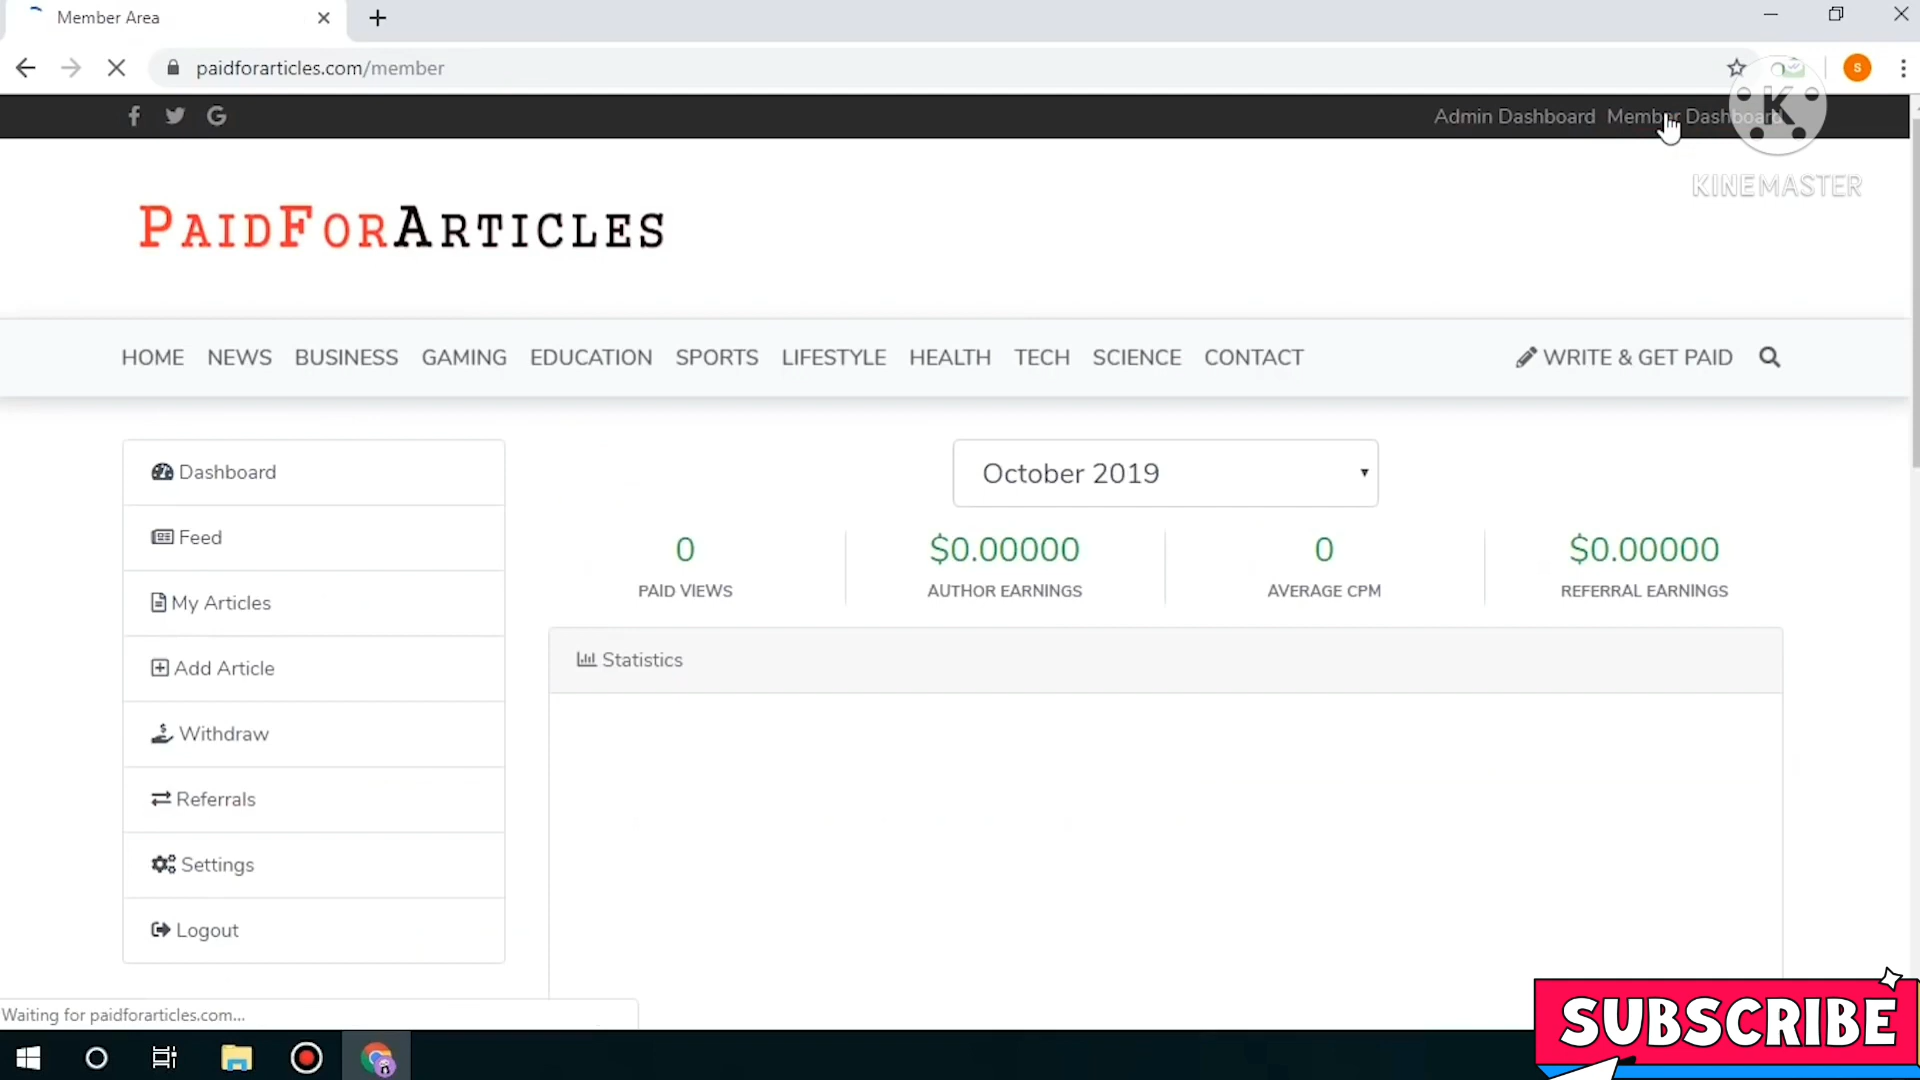 Member Area
paidforarticles.com/member
S
Admin Dashboard Member Dashboard
K
KINEMASTER
PAIDFORARTICLES
HOME NEWS BUSINESS GAMING EDUCATION SPORTS LIFESTYLE HEALTH TECH SCIENCE CONTACT WRITE & GET PAID
Dashboard
Feed
My Articles
Add Article
Withdraw
Referrals
Settings
Logout
October 2019
0 $0.00000 0 $0.00000
PAID VIEWS AUTHOR EARNINGS AVERAGE CPM REFERRAL EARNINGS
Statistics
Waiting for paidforarticles.com...
SUBSCRIBE